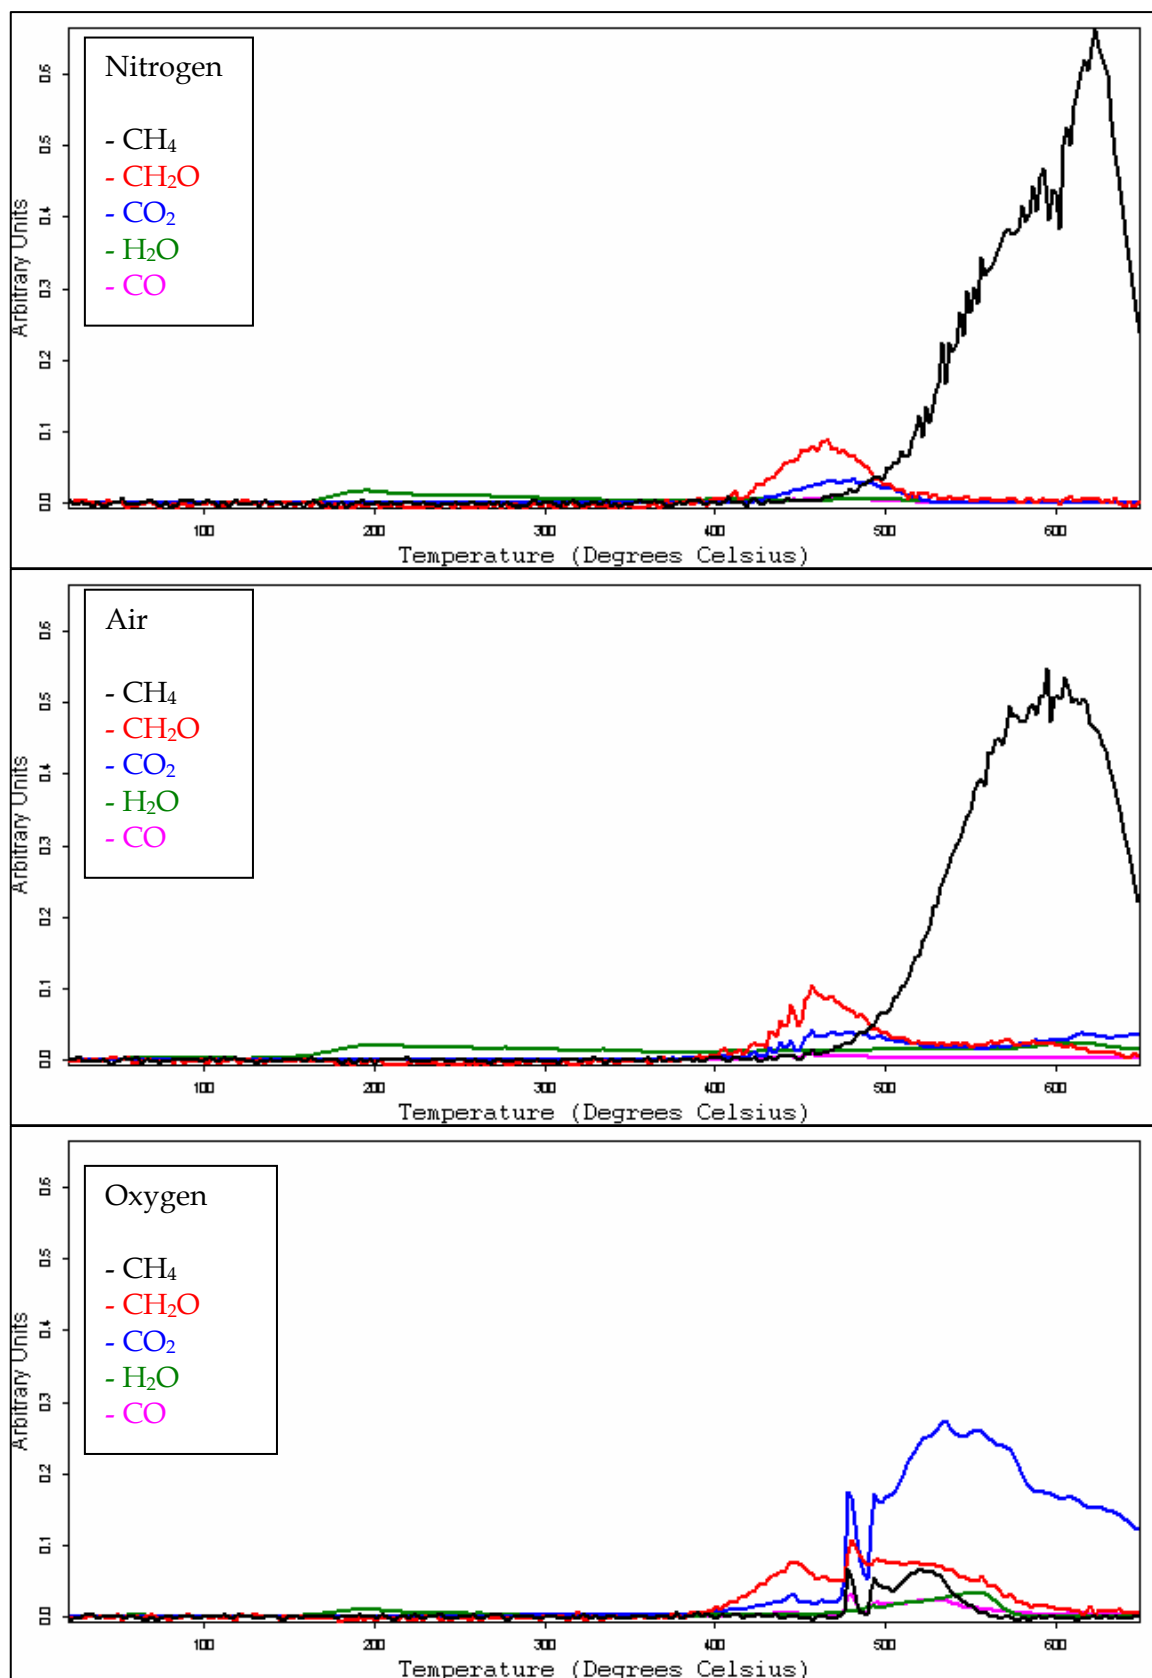 Nitrogen
- CH₄
- CH₂O
- CO₂
- H₂O
- CO
Arbitrary Units
0.6
0.5
0.4
0.3
0.2
0.1
0.0
100 200 300 400 500 600
Temperature (Degrees Celsius)
Air
- CH₄
- CH₂O
- CO₂
- H₂O
- CO
Arbitrary Units
0.6
0.5
0.4
0.3
0.2
0.1
0.0
100 200 300 400 500 600
Temperature (Degrees Celsius)
Oxygen
- CH₄
- CH₂O
- CO₂
- H₂O
- CO
Arbitrary Units
0.6
0.5
0.4
0.3
0.2
0.1
0.0
100 200 300 400 500 600
Temperature (Degrees Celsius)